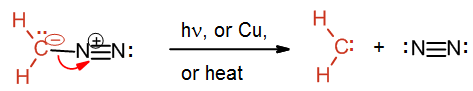 H
C:⊖ N⊕≡N:
H
hν, or Cu,
or heat
H
C:
H
+ :N≡N: